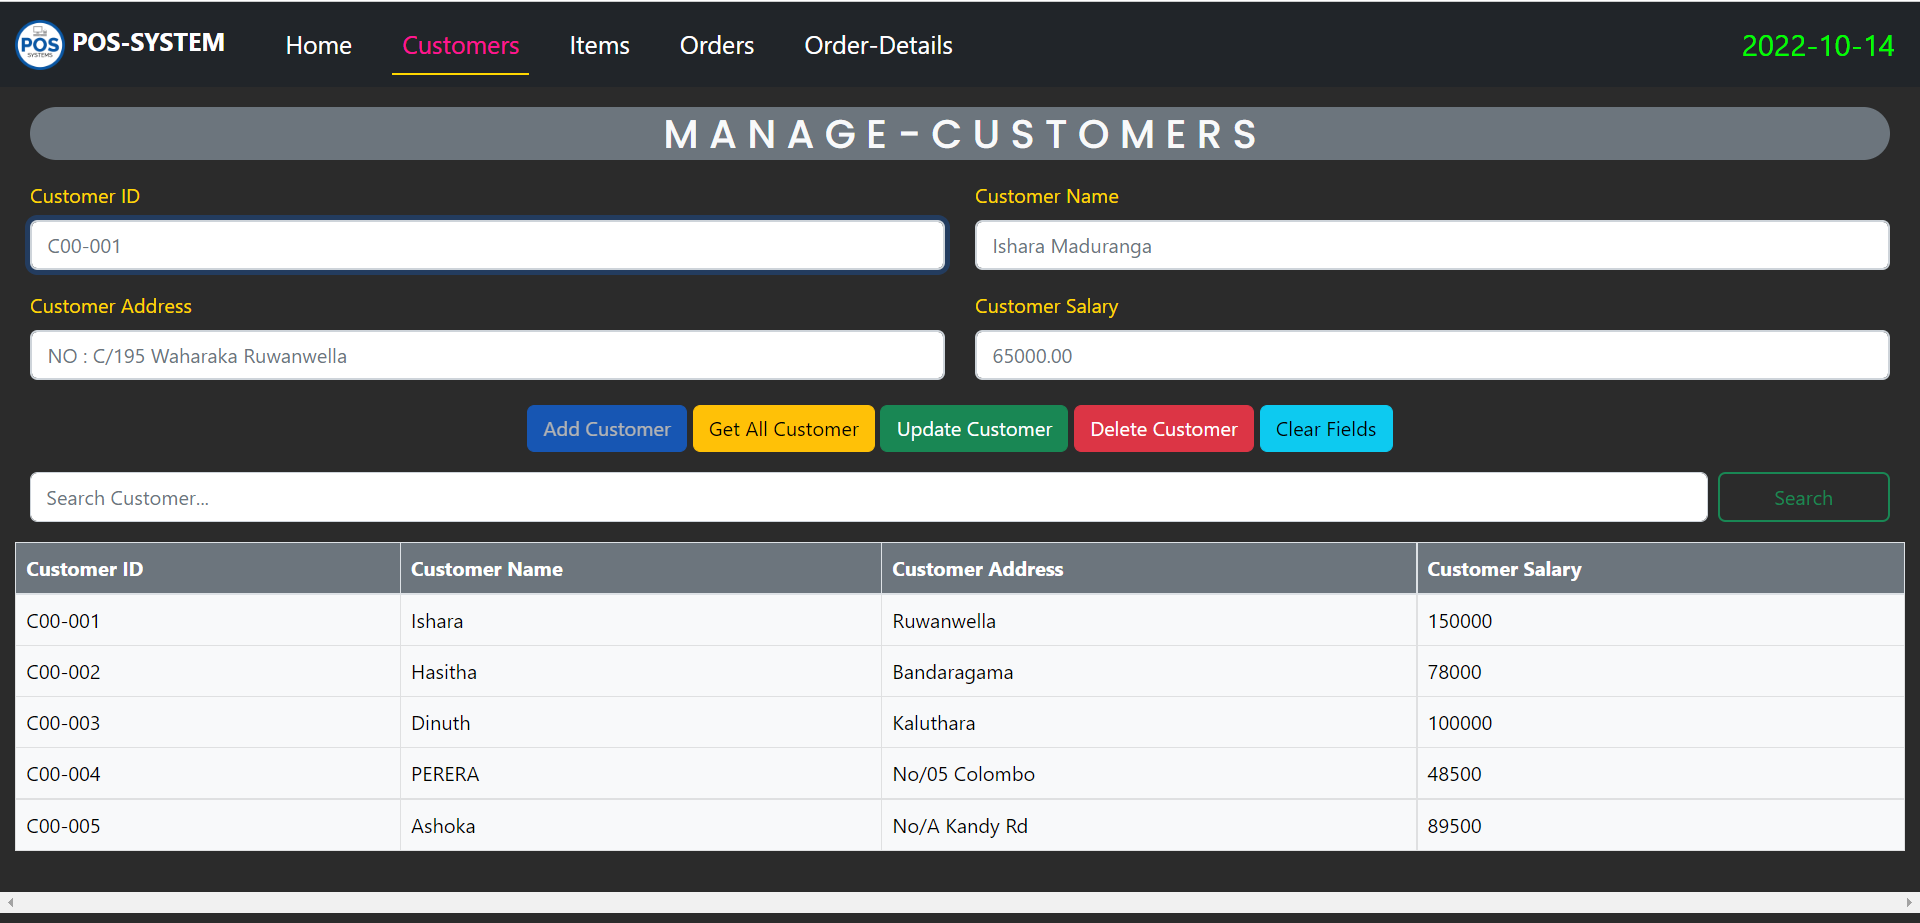 POS SYSTEMS POS-SYSTEM Home Customers Items Orders Order-Details 2022-10-14
MANAGE-CUSTOMERS
Customer ID Customer Name
C00-001 Ishara Maduranga
Customer Address Customer Salary
NO : C/195 Waharaka Ruwanwella 65000.00
Add Customer Get All Customer Update Customer Delete Customer Clear Fields
Search Customer... Search
Customer ID Customer Name Customer Address Customer Salary
C00-001 Ishara Ruwanwella 150000
C00-002 Hasitha Bandaragama 78000
C00-003 Dinuth Kaluthara 100000
C00-004 PERERA No/05 Colombo 48500
C00-005 Ashoka No/A Kandy Rd 89500